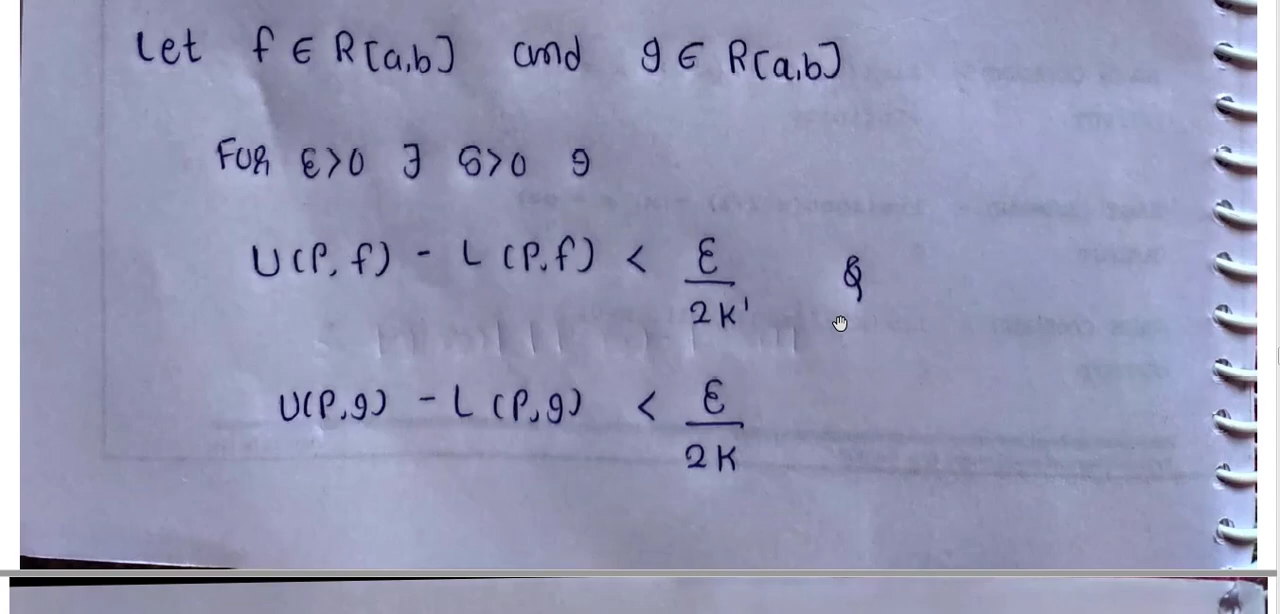 Let f ∈ R[a,b] and g ∈ R[a,b]
For ε>0 ∃ δ>0 ∋
U(P, f) - L(P, f) < ε/2k' &
U(P, g) - L(P, g) < ε/2k